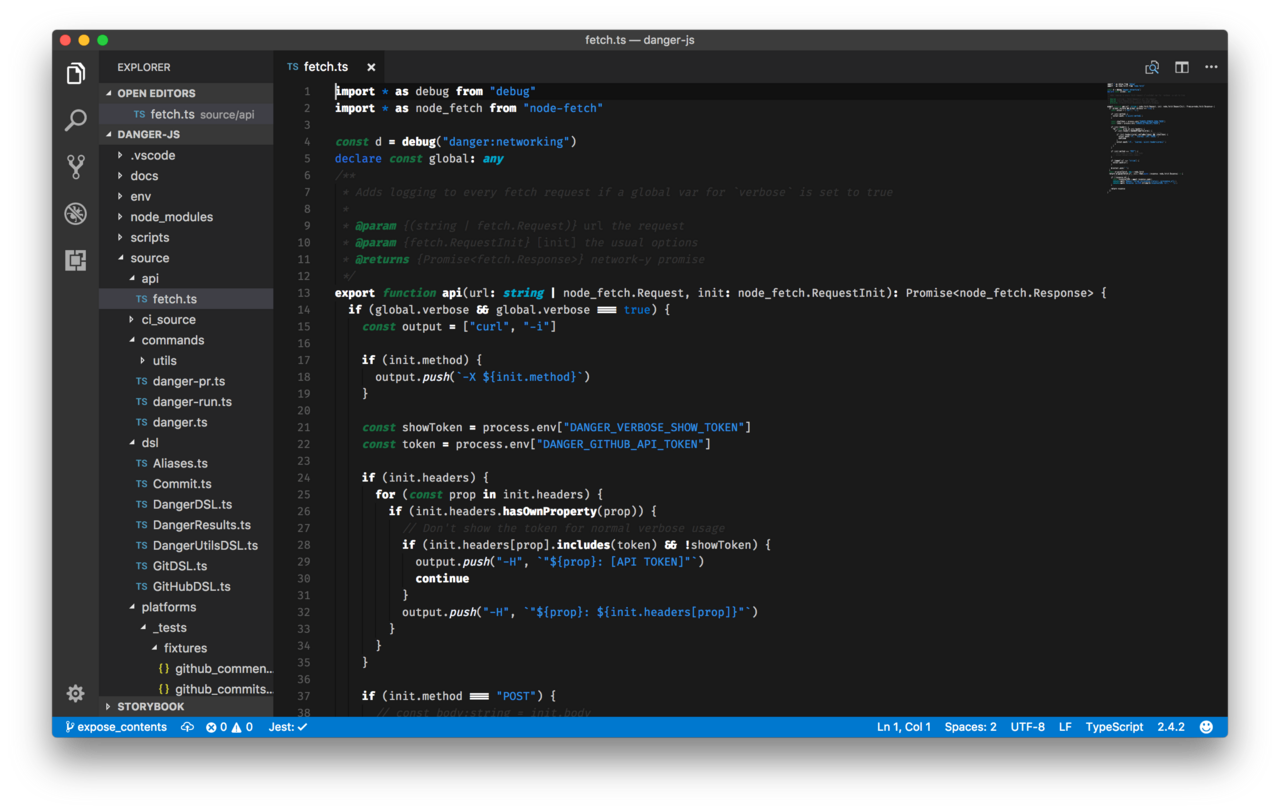 fetch.ts — danger-js
EXPLORER
OPEN EDITORS
TS fetch.ts source/api
DANGER-JS
.vscode
docs
env
node_modules
scripts
source
api
TS fetch.ts
ci_source
commands
utils
TS danger-pr.ts
TS danger-run.ts
TS danger.ts
dsl
TS Aliases.ts
TS Commit.ts
TS DangerDSL.ts
TS DangerResults.ts
TS DangerUtilsDSL.ts
TS GitDSL.ts
TS GitHubDSL.ts
platforms
_tests
fixtures
{} github_commen...
{} github_commits...
STORYBOOK
TS fetch.ts ×
1 import * as debug from "debug"
2 import * as node_fetch from "node-fetch"
3
4 const d = debug("danger:networking")
5 declare const global: any
6 /**
7 * Adds logging to every fetch request if a global var for `verbose` is set to true
8 *
9 * @param {(string | fetch.Request)} url the request
10 * @param {fetch.RequestInit} [init] the usual options
11 * @returns {Promise<fetch.Response>} network-y promise
12 */
13 export function api(url: string | node_fetch.Request, init: node_fetch.RequestInit): Promise<node_fetch.Response> {
14 if (global.verbose && global.verbose === true) {
15 const output = ["curl", "-i"]
16
17 if (init.method) {
18 output.push(`-X ${init.method}`)
19 }
20
21 const showToken = process.env["DANGER_VERBOSE_SHOW_TOKEN"]
22 const token = process.env["DANGER_GITHUB_API_TOKEN"]
23
24 if (init.headers) {
25 for (const prop in init.headers) {
26 if (init.headers.hasOwnProperty(prop)) {
27 // Don't show the token for normal verbose usage
28 if (init.headers[prop].includes(token) && !showToken) {
29 output.push("-H", `"${prop}: [API TOKEN]"`)
30 continue
31 }
32 output.push("-H", `"${prop}: ${init.headers[prop]}"`)
33 }
34 }
35 }
36
37 if (init.method === "POST") {
38 // const body:string = init.body
expose_contents 0 0 Jest: ✓ Ln 1, Col 1 Spaces: 2 UTF-8 LF TypeScript 2.4.2